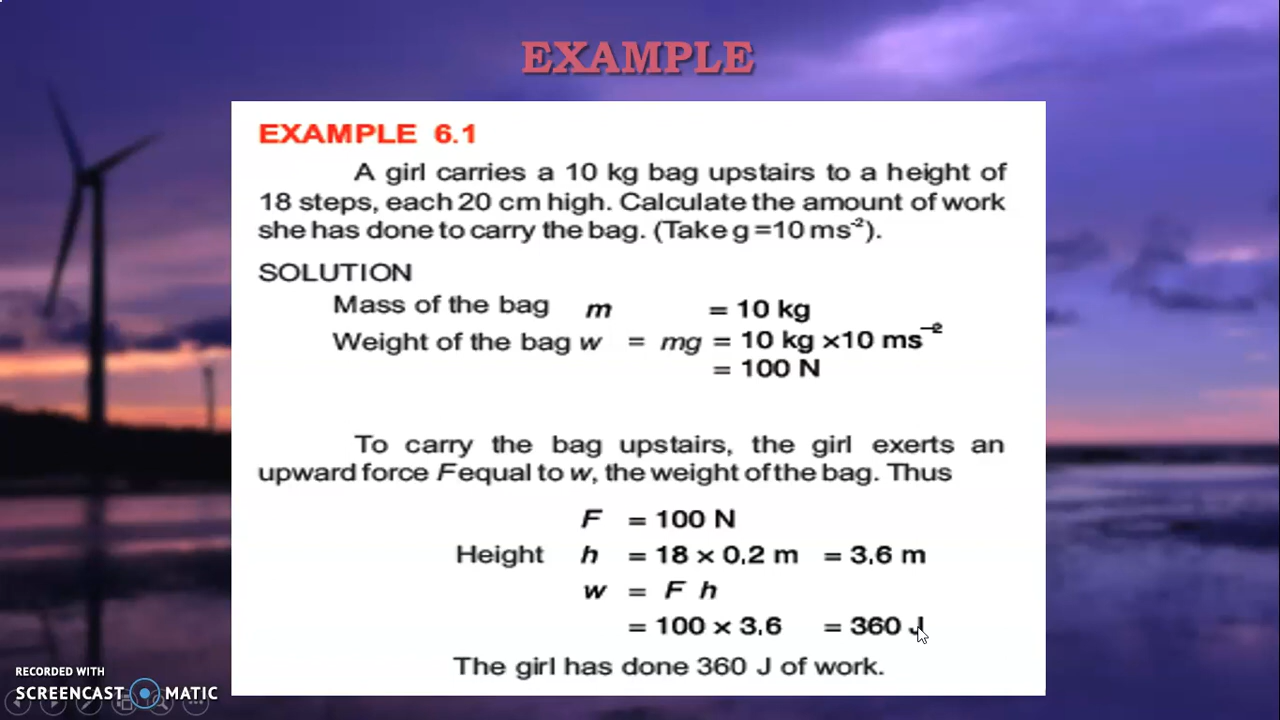 EXAMPLE
EXAMPLE 6.1
A girl carries a 10 kg bag upstairs to a height of
18 steps, each 20 cm high. Calculate the amount of work
she has done to carry the bag. (Take g =10 ms⁻²).
SOLUTION
Mass of the bag m = 10 kg
Weight of the bag w = mg = 10 kg ×10 ms⁻²
= 100 N
To carry the bag upstairs, the girl exerts an
upward force F equal to w, the weight of the bag. Thus
F = 100 N
Height h = 18 × 0.2 m = 3.6 m
w = F h
= 100 × 3.6 = 360 J
The girl has done 360 J of work.
RECORDED WITH
SCREENCAST MATIC